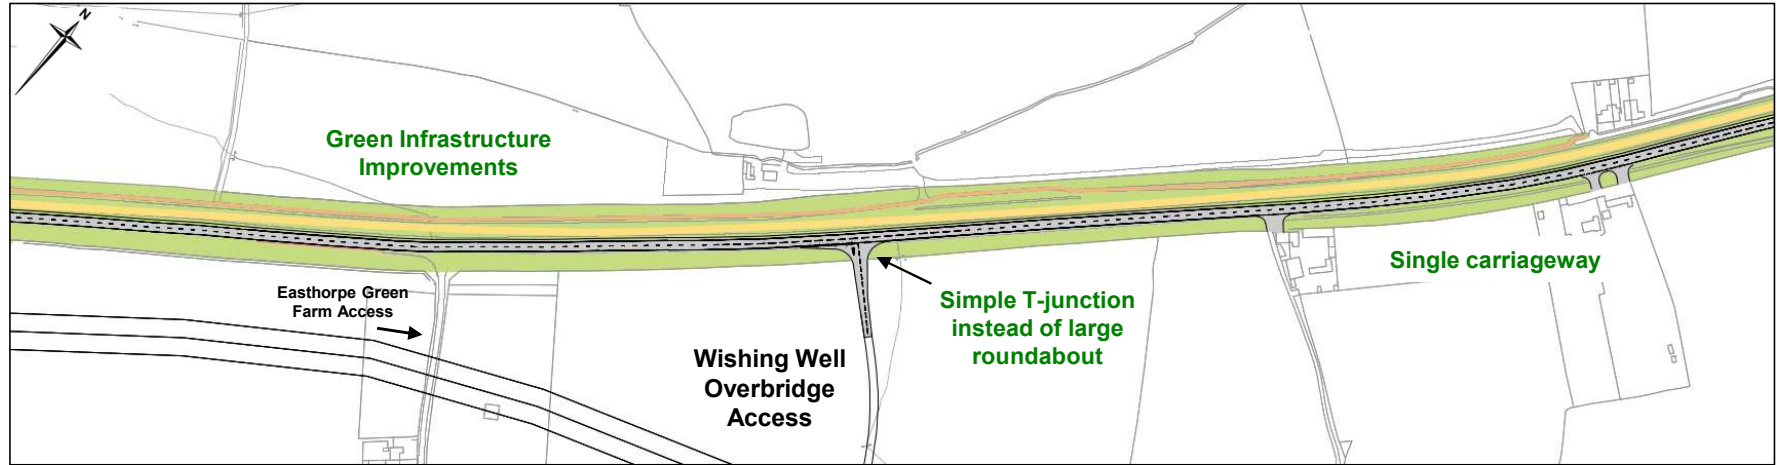 N
Green Infrastructure
Improvements
Easthorpe Green
Farm Access
Wishing Well
Overbridge
Access
Simple T-junction
instead of large
roundabout
Single carriageway